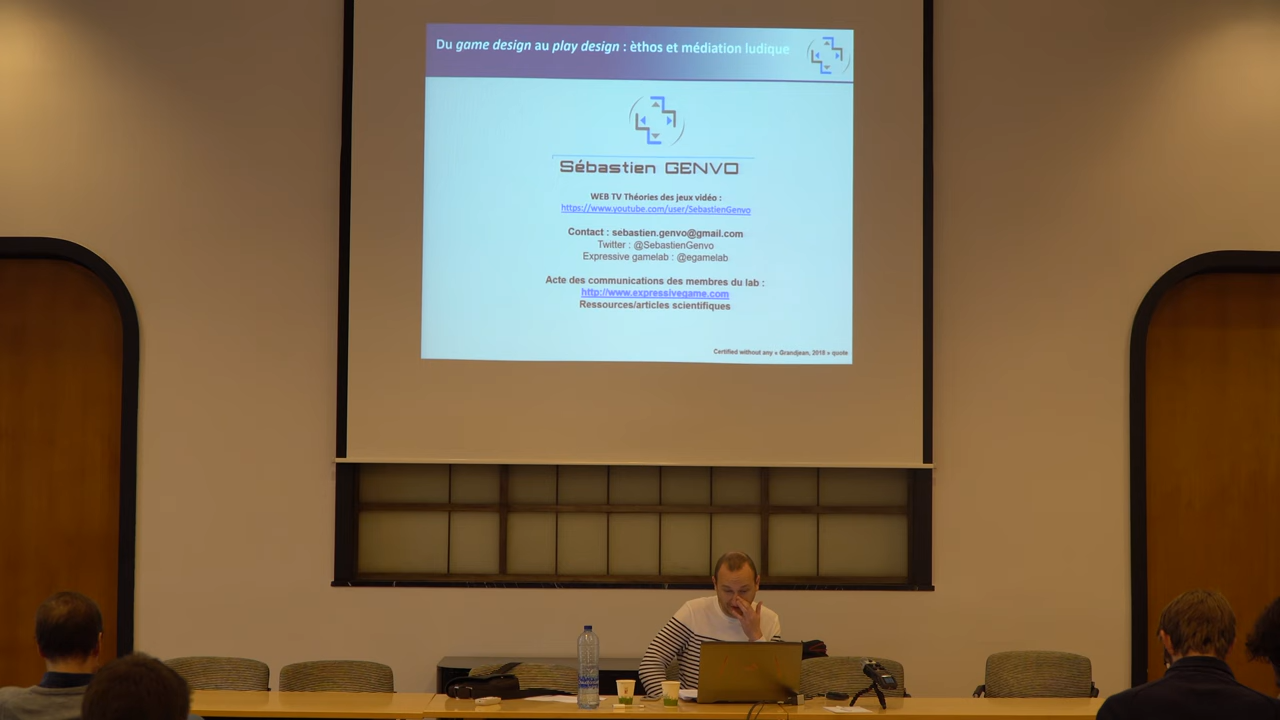 Du game design au play design : èthos et médiation ludique
Sébastien GENVO
WEB TV Théories des jeux vidéo :
https://www.youtube.com/user/SebastienGenvo
Contact : sebastien.genvo@gmail.com
Twitter : @SebastienGenvo
Expressive gamelab : @egamelab
Acte des communications des membres du lab :
http://www.expressivegame.com
Ressources/articles scientifiques
Certified without any « Grandjean, 2018 » quote